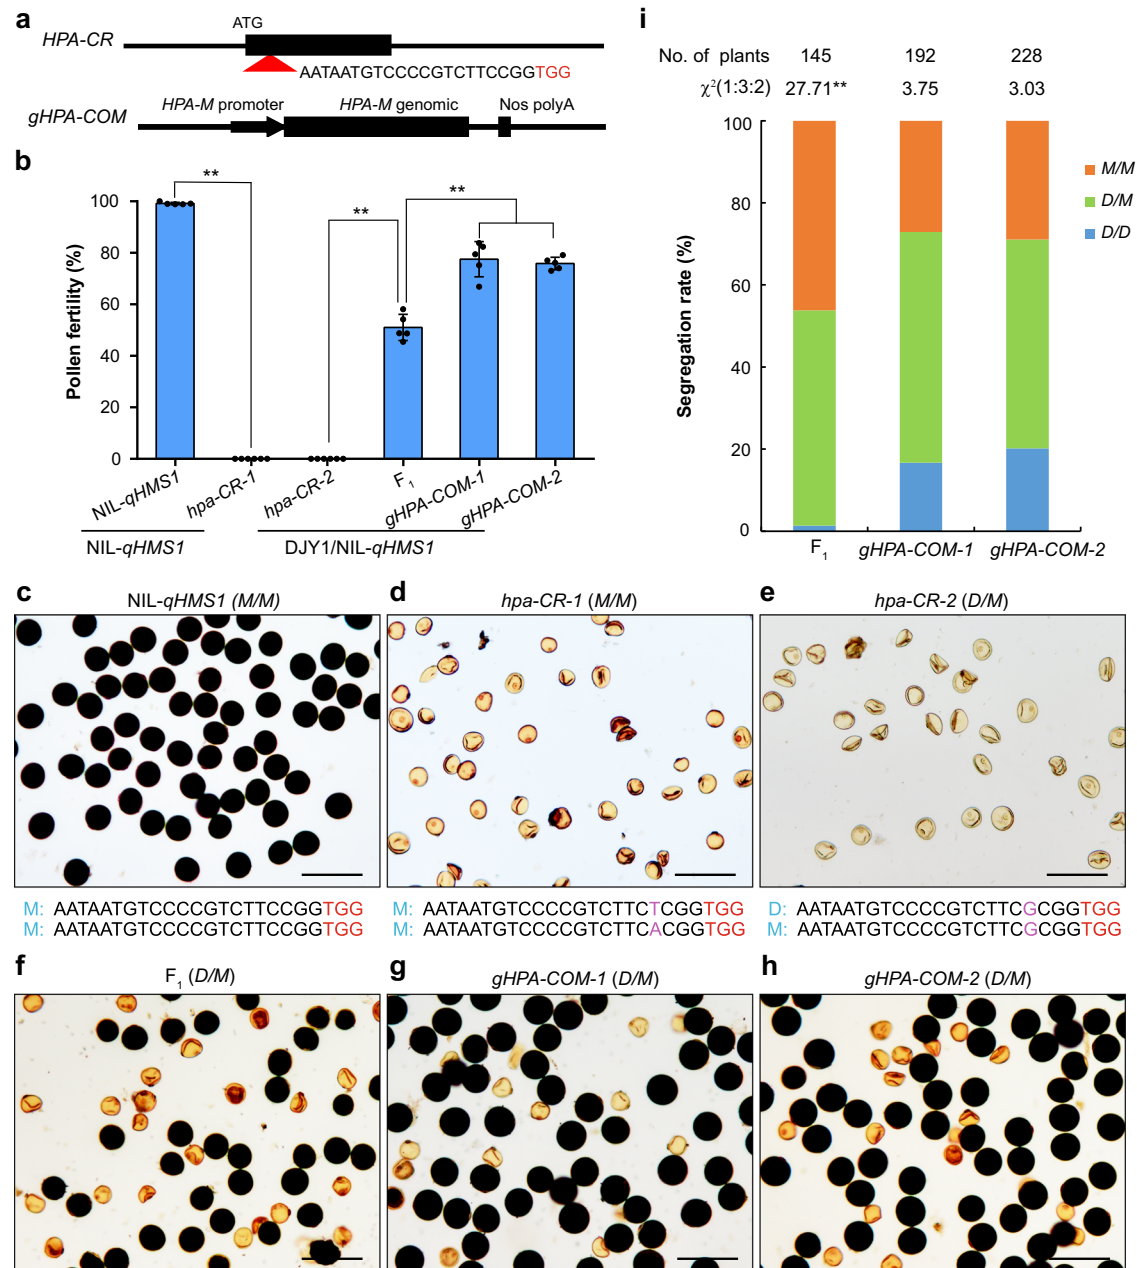 a
ATG
HPA-CR
AATAATGTCCCCGTCTTCCGGTGG
HPA-M promoter HPA-M genomic Nos polyA
gHPA-COM
b
**
**
**
Pollen fertility (%)
100
80
60
40
20
0
NIL-qHMS1
hpa-CR-1
hpa-CR-2
F1
gHPA-COM-1
gHPA-COM-2
NIL-qHMS1
DJY1/NIL-qHMS1
i
No. of plants 145 192 228
χ²(1:3:2) 27.71** 3.75 3.03
Segregation rate (%)
100
80
60
40
20
0
M/M
D/M
D/D
F1 gHPA-COM-1 gHPA-COM-2
c
NIL-qHMS1 (M/M)
M: AATAATGTCCCCGTCTTCCGGTGG
M: AATAATGTCCCCGTCTTCCGGTGG
d
hpa-CR-1 (M/M)
M: AATAATGTCCCCGTCTTCTCGGTGG
M: AATAATGTCCCCGTCTTCACGGTGG
e
hpa-CR-2 (D/M)
D: AATAATGTCCCCGTCTTCGCGGTGG
M: AATAATGTCCCCGTCTTCGCGGTGG
f
F1 (D/M)
g
gHPA-COM-1 (D/M)
h
gHPA-COM-2 (D/M)